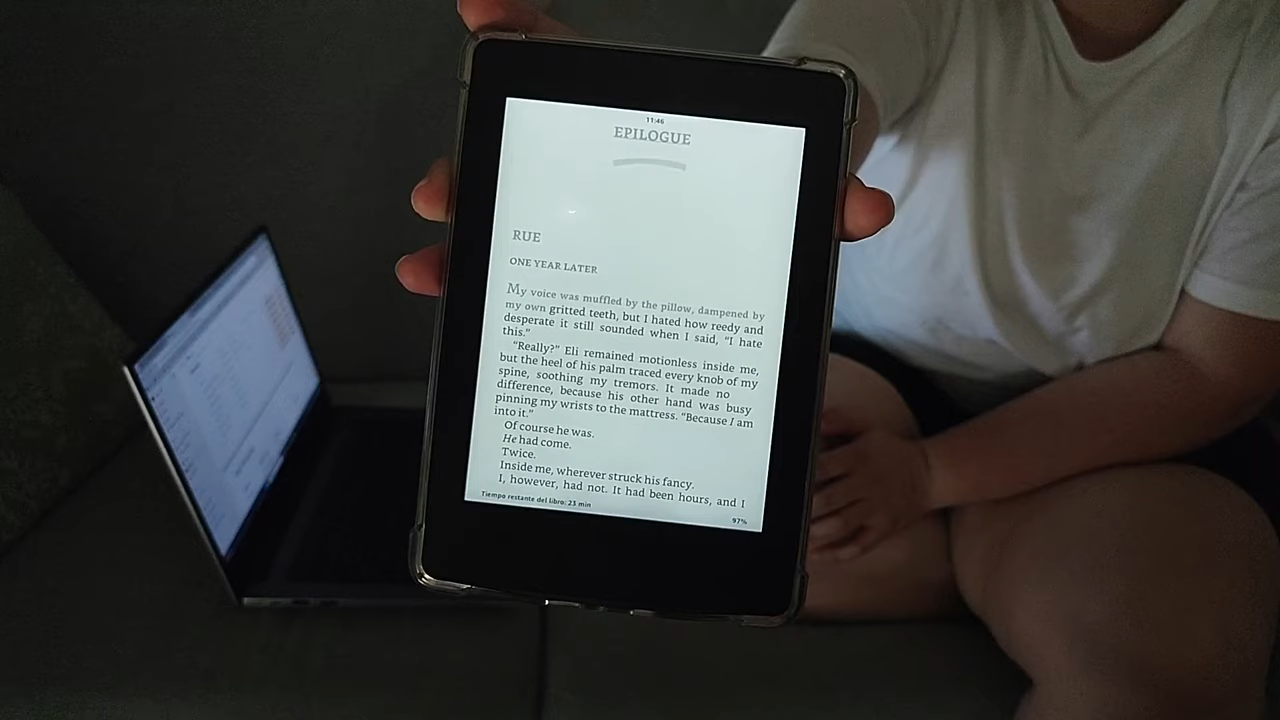 11:46
EPILOGUE
RUE
ONE YEAR LATER
My voice was muffled by the pillow, dampened by
my own gritted teeth, but I hated how reedy and
desperate it still sounded when I said, “I hate
this.”
“Really?” Eli remained motionless inside me,
but the heel of his palm traced every knob of my
spine, soothing my tremors. It made no
difference, because his other hand was busy
pinning my wrists to the mattress. “Because I am
into it.”
Of course he was.
He had come.
Twice.
Inside me, wherever struck his fancy.
I, however, had not. It had been hours, and I
Tiempo restante del libro: 23 min
97%